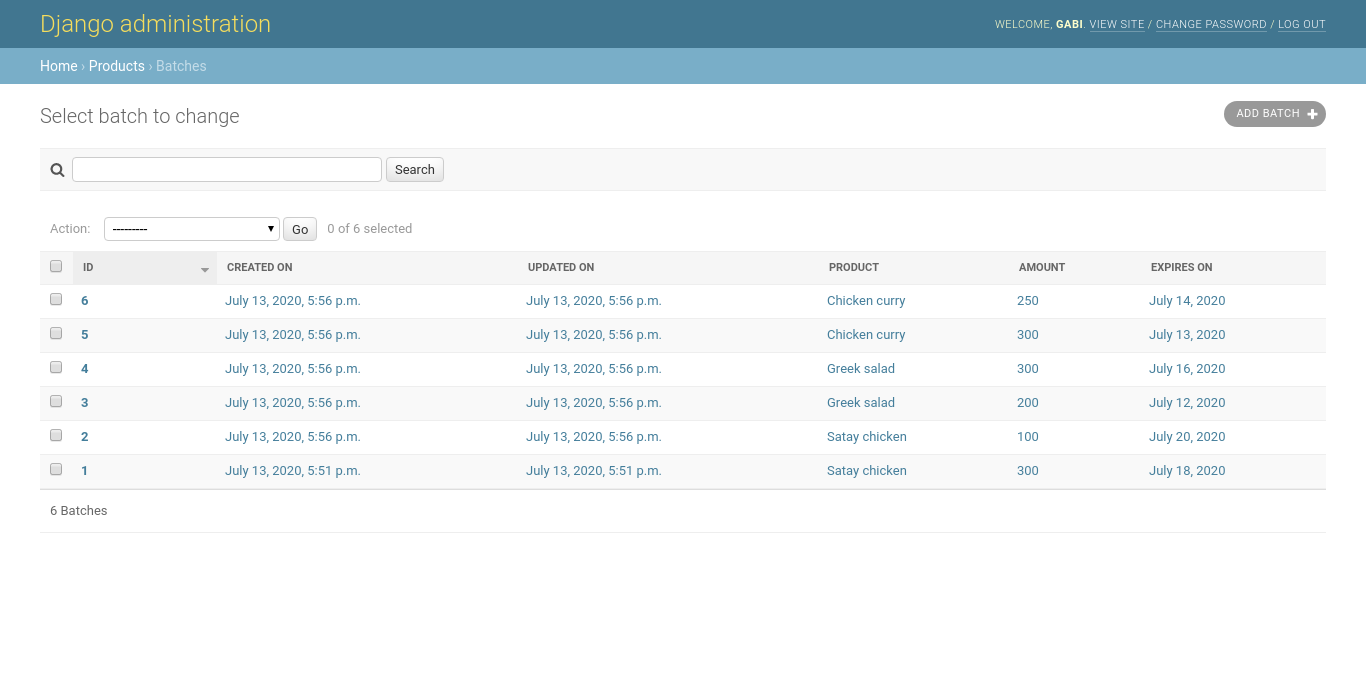 Django administration
WELCOME, GABI. VIEW SITE / CHANGE PASSWORD / LOG OUT
Home › Products › Batches
Select batch to change
ADD BATCH
Search
Action: --------- Go 0 of 6 selected
ID CREATED ON UPDATED ON PRODUCT AMOUNT EXPIRES ON
6 July 13, 2020, 5:56 p.m. July 13, 2020, 5:56 p.m. Chicken curry 250 July 14, 2020
5 July 13, 2020, 5:56 p.m. July 13, 2020, 5:56 p.m. Chicken curry 300 July 13, 2020
4 July 13, 2020, 5:56 p.m. July 13, 2020, 5:56 p.m. Greek salad 300 July 16, 2020
3 July 13, 2020, 5:56 p.m. July 13, 2020, 5:56 p.m. Greek salad 200 July 12, 2020
2 July 13, 2020, 5:56 p.m. July 13, 2020, 5:56 p.m. Satay chicken 100 July 20, 2020
1 July 13, 2020, 5:51 p.m. July 13, 2020, 5:51 p.m. Satay chicken 300 July 18, 2020
6 Batches